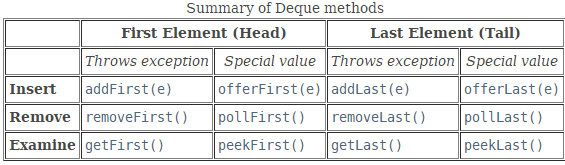 Summary of Deque methods
First Element (Head) Last Element (Tail)
Throws exception Special value Throws exception Special value
Insert addFirst(e) offerFirst(e) addLast(e) offerLast(e)
Remove removeFirst() pollFirst() removeLast() pollLast()
Examine getFirst() peekFirst() getLast() peekLast()